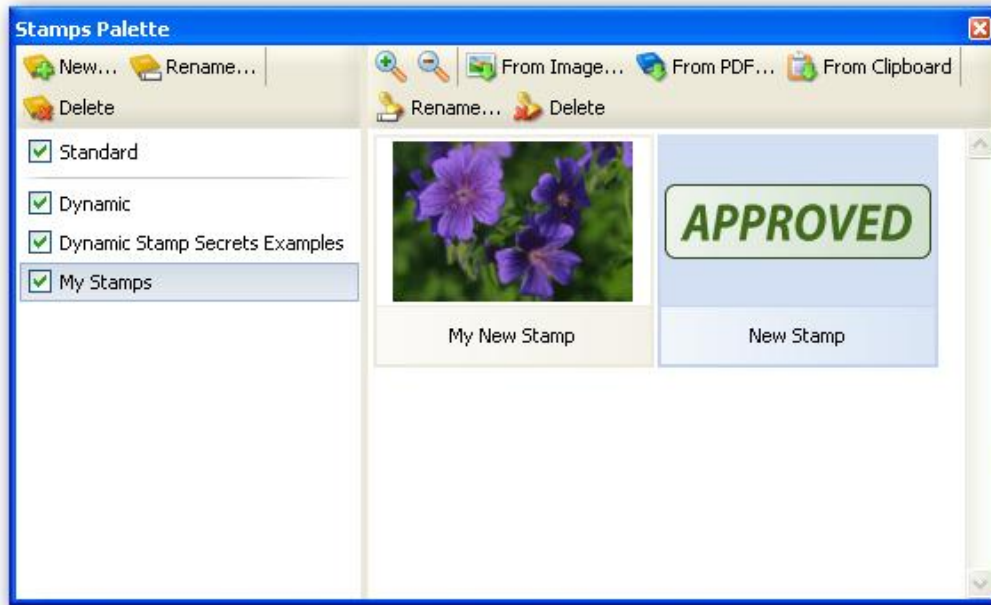 Stamps Palette
New... Rename...
Delete
From Image... From PDF... From Clipboard
Rename... Delete
Standard
Dynamic
Dynamic Stamp Secrets Examples
My Stamps
APPROVED
My New Stamp
New Stamp